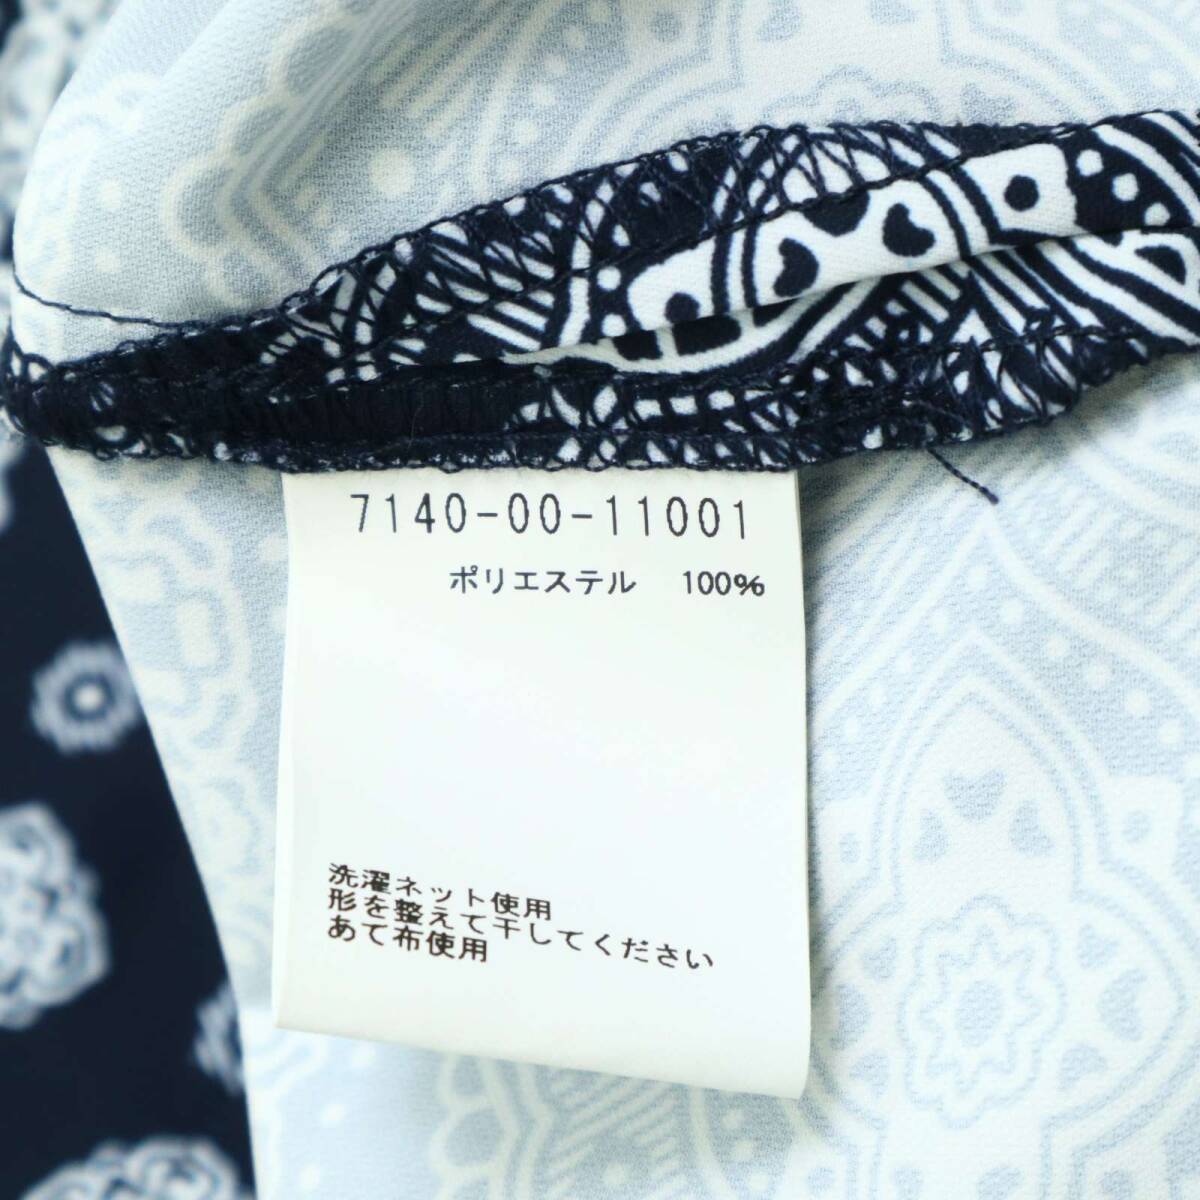 7140-00-11001
ポリエステル 100%
洗濯ネット使用
形を整えて干してください
あて布使用